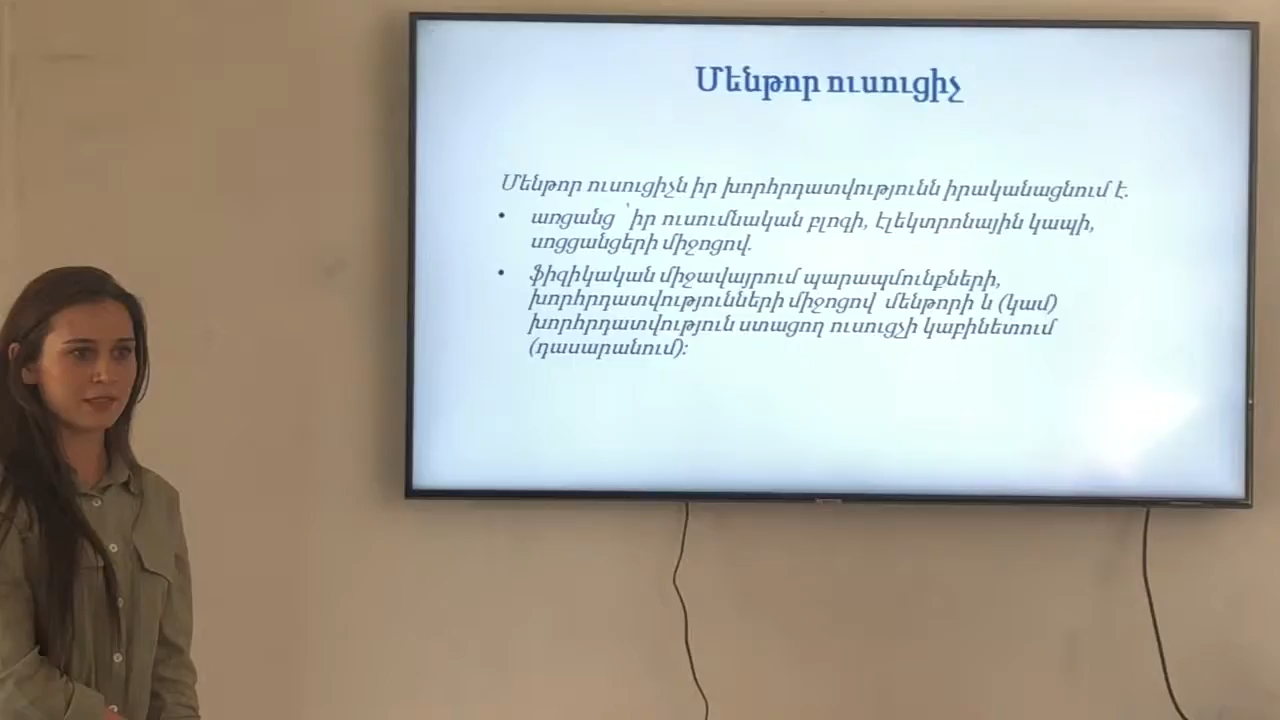 Մենթոր ուսուցիչ
Մենթոր ուսուցիչն իր խորհրդատվությունն իրականացնում է.
• առցանց ՝իր ուսումնական բլոգի, էլեկտրոնային կապի,
սոցցանցերի միջոցով.
• ֆիզիկական միջավայրում պարապմունքների,
խորհրդատվությունների միջոցով մենթորի և (կամ)
խորհրդատվություն ստացող ուսուցչի կաբինետում
(դասարանում):